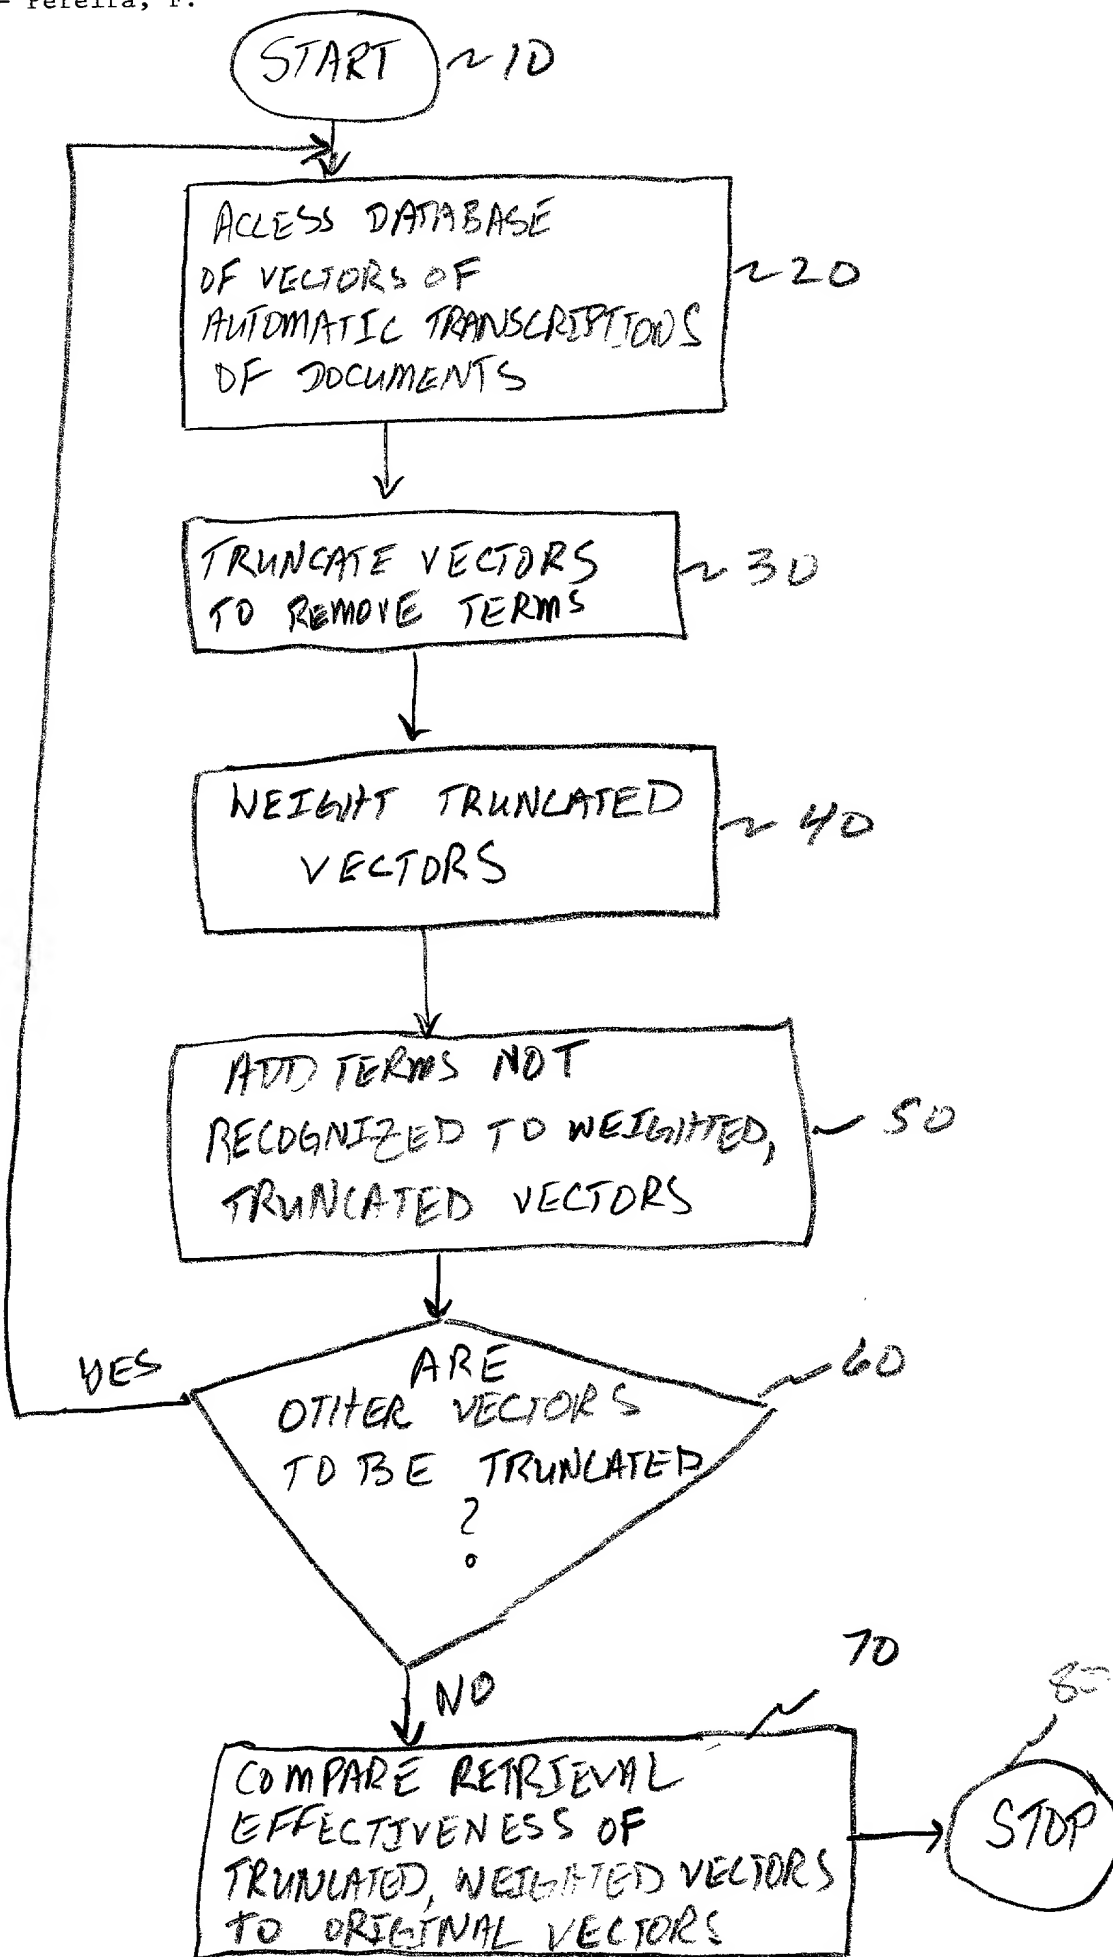 Pereira, F.
START ~10
ACCESS DATABASE
OF VECTORS OF
AUTOMATIC TRANSCRIPTIONS
OF DOCUMENTS
~20
TRUNCATE VECTORS
TO REMOVE TERMS
~30
WEIGHT TRUNCATED
VECTORS
~40
ADD TERMS NOT
RECOGNIZED TO WEIGHTED,
TRUNCATED VECTORS
~50
YES
ARE
OTHER VECTORS
TO BE TRUNCATED
?
60
NO
70
COMPARE RETRIEVAL
EFFECTIVENESS OF
TRUNCATED, WEIGHTED VECTORS
TO ORIGINAL VECTORS
80
STOP